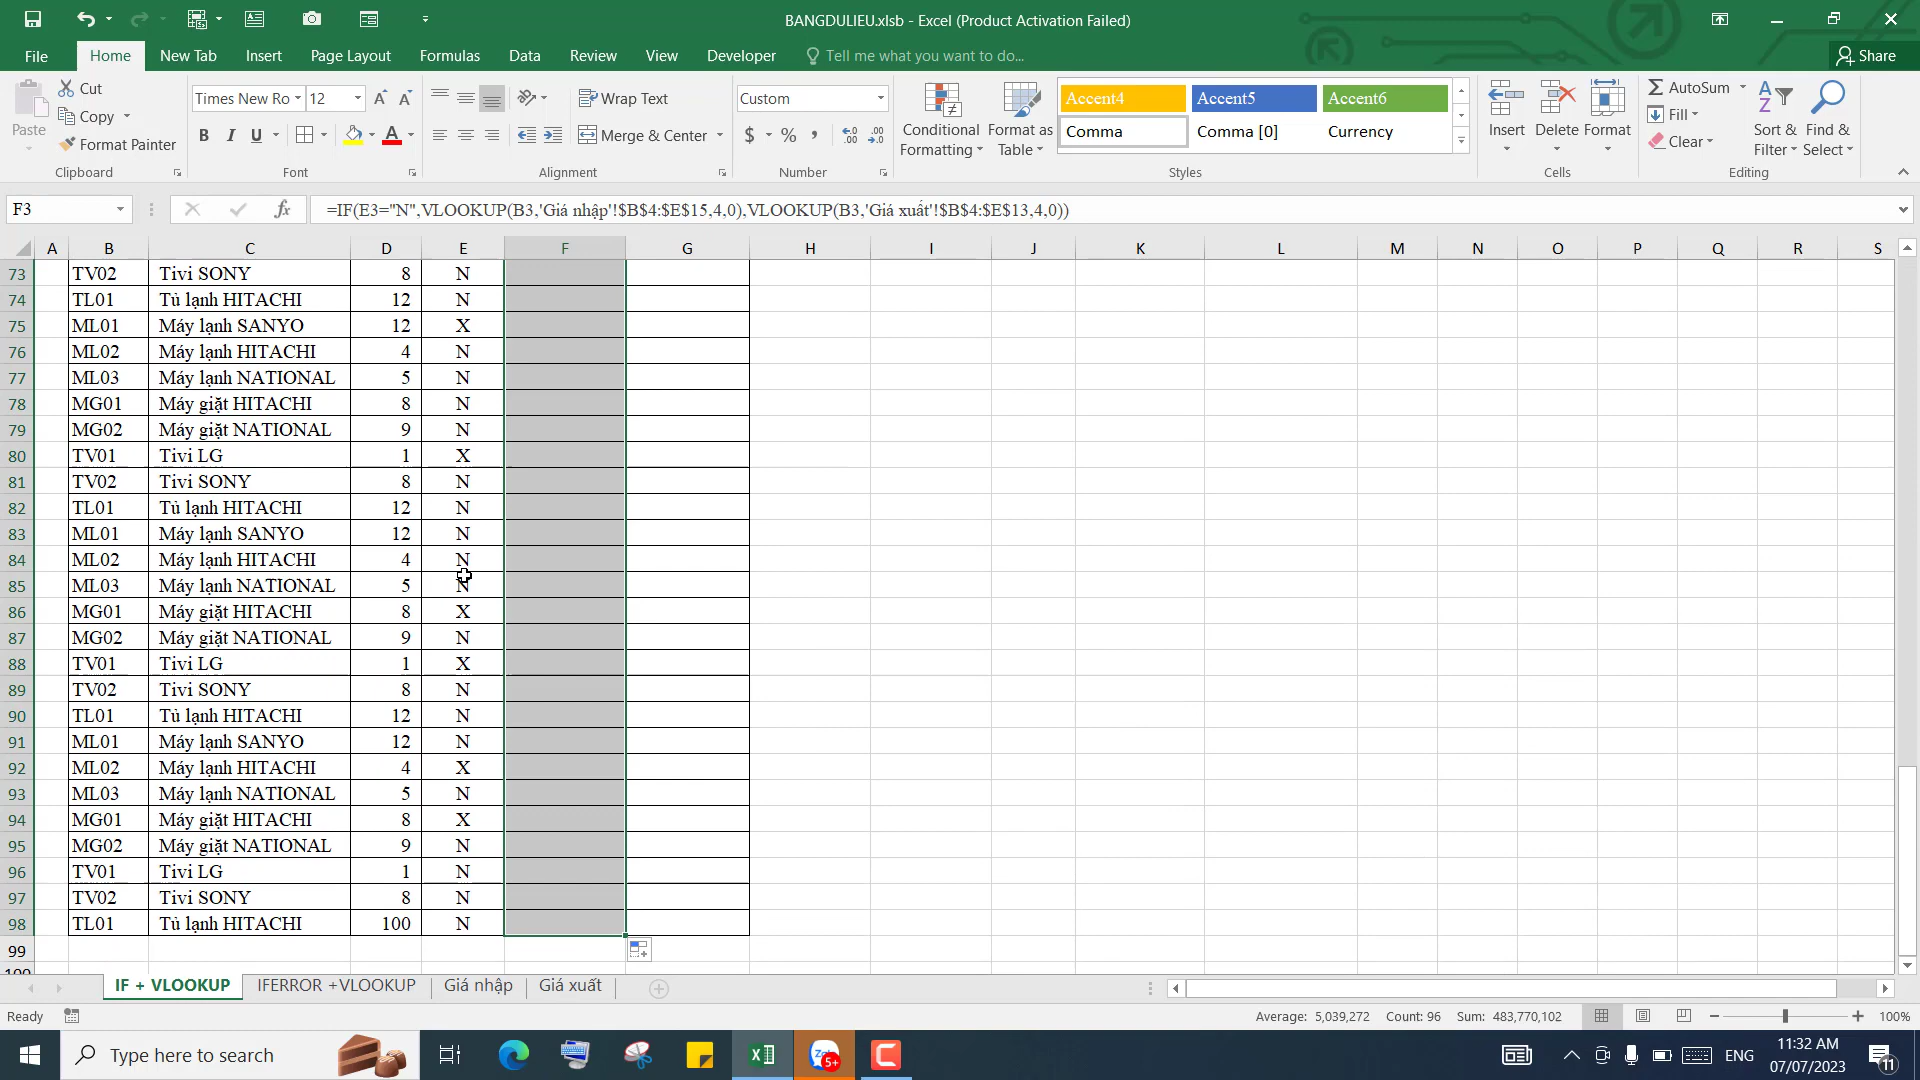 BANGDULIEU.xlsb - Excel (Product Activation Failed)
File Home New Tab Insert Page Layout Formulas Data Review View Developer Tell me what you want to do... Share
Paste
Cut
Copy
Format Painter
Clipboard
Times New Ro 12
Font
Wrap Text
Merge & Center
Alignment
Custom
Number
Conditional Formatting
Format as Table
Accent4 Accent5 Accent6
Comma Comma [0] Currency
Styles
Insert Delete Format
Cells
AutoSum
Fill
Clear
Sort & Filter
Find & Select
Editing
F3 =IF(E3="N",VLOOKUP(B3,'Giá nhập'!$B$4:$E$15,4,0),VLOOKUP(B3,'Giá xuất'!$B$4:$E$13,4,0))
A B C D E F G H I J K L M N O P Q R S
73 TV02 Tivi SONY 8 N
74 TL01 Tủ lạnh HITACHI 12 N
75 ML01 Máy lạnh SANYO 12 X
76 ML02 Máy lạnh HITACHI 4 N
77 ML03 Máy lạnh NATIONAL 5 N
78 MG01 Máy giặt HITACHI 8 N
79 MG02 Máy giặt NATIONAL 9 N
80 TV01 Tivi LG 1 X
81 TV02 Tivi SONY 8 N
82 TL01 Tủ lạnh HITACHI 12 N
83 ML01 Máy lạnh SANYO 12 N
84 ML02 Máy lạnh HITACHI 4 N
85 ML03 Máy lạnh NATIONAL 5 N
86 MG01 Máy giặt HITACHI 8 X
87 MG02 Máy giặt NATIONAL 9 N
88 TV01 Tivi LG 1 X
89 TV02 Tivi SONY 8 N
90 TL01 Tủ lạnh HITACHI 12 N
91 ML01 Máy lạnh SANYO 12 N
92 ML02 Máy lạnh HITACHI 4 X
93 ML03 Máy lạnh NATIONAL 5 N
94 MG01 Máy giặt HITACHI 8 X
95 MG02 Máy giặt NATIONAL 9 N
96 TV01 Tivi LG 1 N
97 TV02 Tivi SONY 8 N
98 TL01 Tủ lạnh HITACHI 100 N
99
100
IF + VLOOKUP IFERROR +VLOOKUP Giá nhập Giá xuất
Ready Average: 5,039,272 Count: 96 Sum: 483,770,102 100%
Type here to search
5+
ENG
11:32 AM
07/07/2023
11